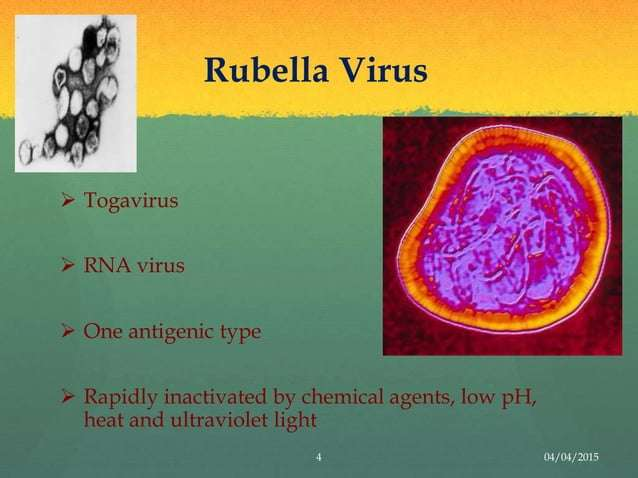 Rubella Virus
➢ Togavirus
➢ RNA virus
➢ One antigenic type
➢ Rapidly inactivated by chemical agents, low pH,
heat and ultraviolet light
4
04/04/2015